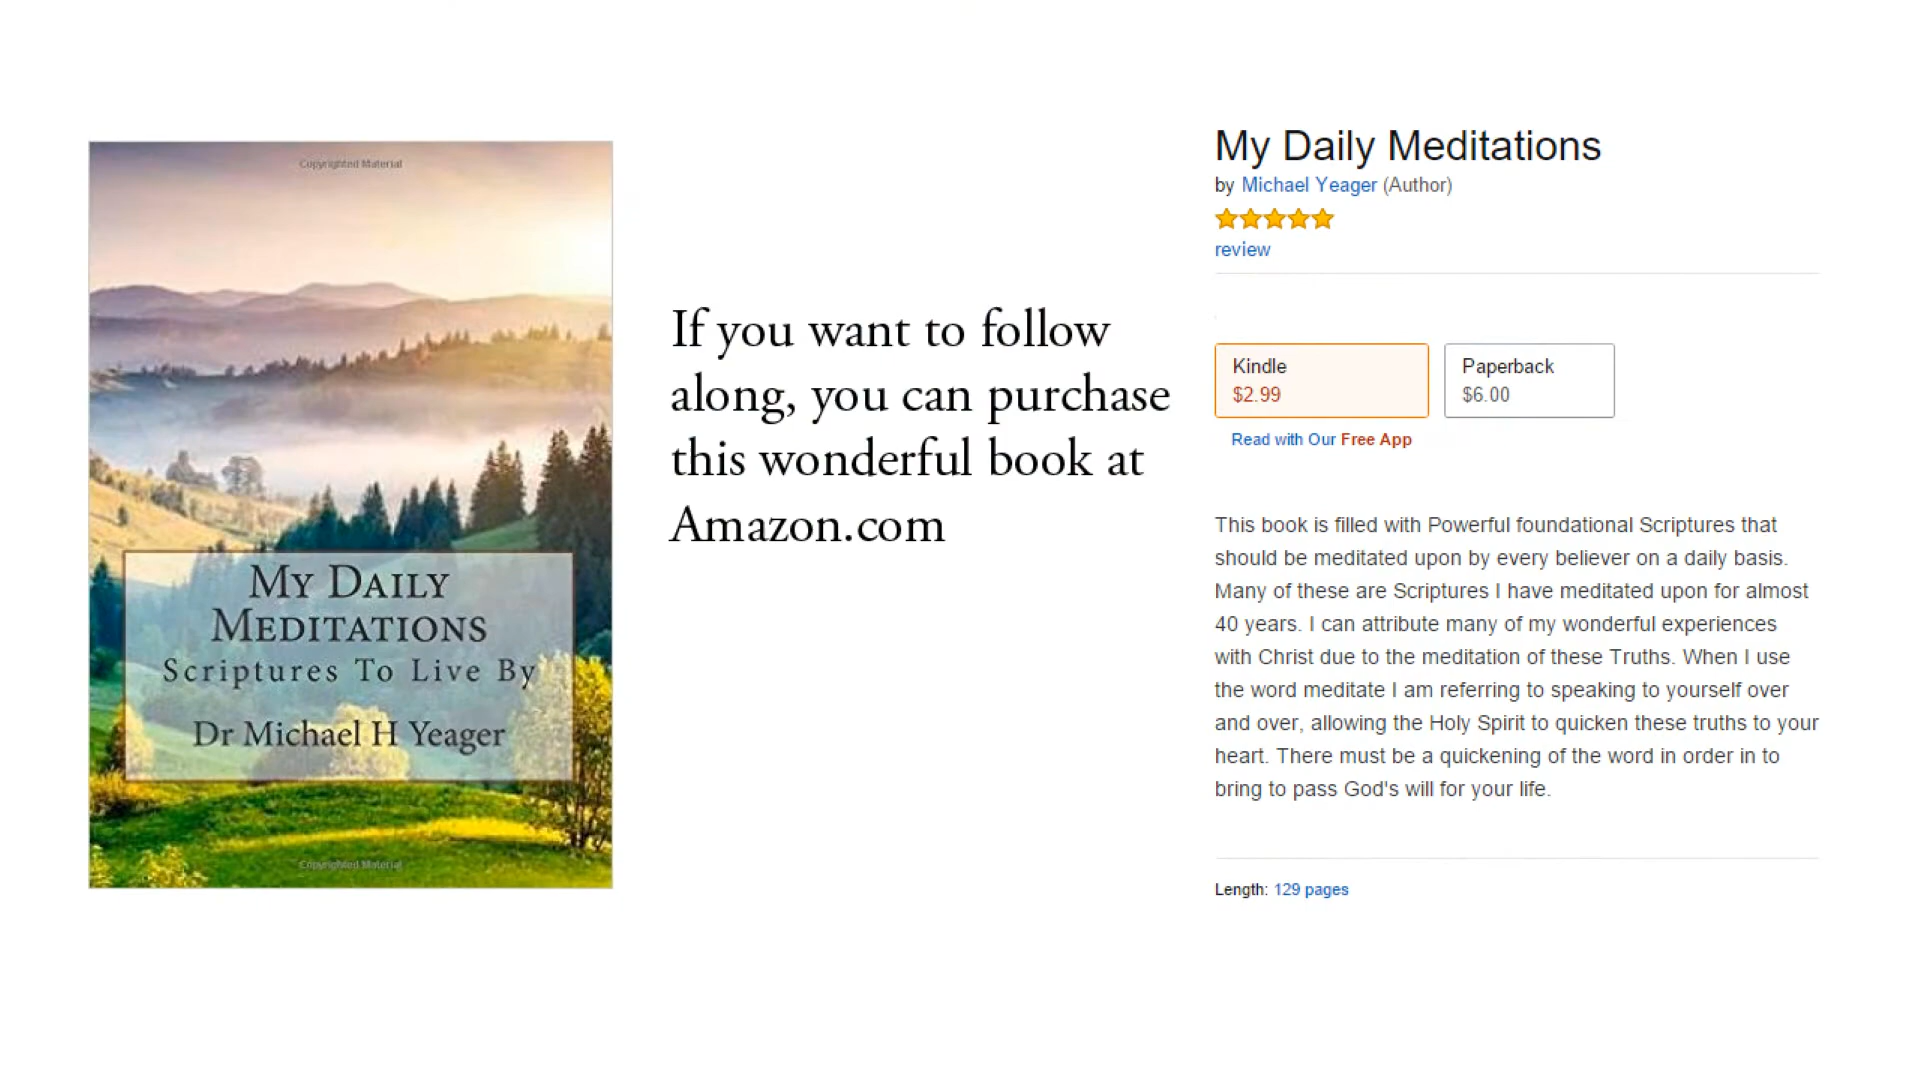 Copyrighted Material
My Daily
Meditations
Scriptures To Live By
Dr Michael H Yeager
Copyrighted Material
If you want to follow
along, you can purchase
this wonderful book at
Amazon.com
My Daily Meditations
by Michael Yeager (Author)
review
Kindle
$2.99
Paperback
$6.00
Read with Our Free App
This book is filled with Powerful foundational Scriptures that
should be meditated upon by every believer on a daily basis.
Many of these are Scriptures I have meditated upon for almost
40 years. I can attribute many of my wonderful experiences
with Christ due to the meditation of these Truths. When I use
the word meditate I am referring to speaking to yourself over
and over, allowing the Holy Spirit to quicken these truths to your
heart. There must be a quickening of the word in order in to
bring to pass God's will for your life.
Length: 129 pages